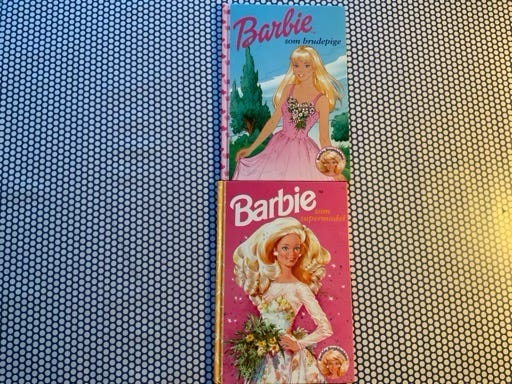 Barbie
som brudepige
Barbie
som
supermodel